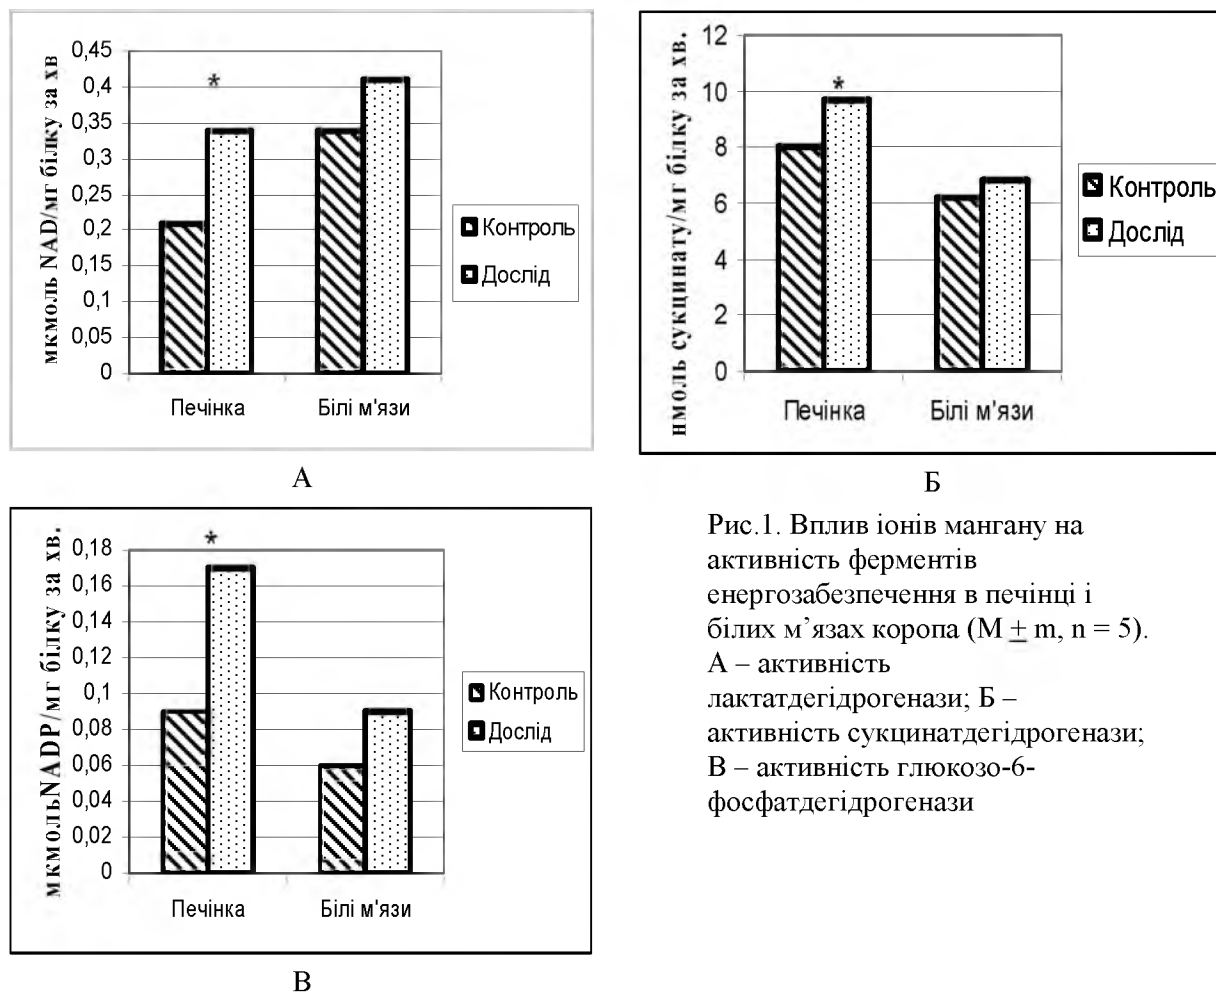 мкмоль NAD/мг білку за хв
0,45
0,4
0,35
0,3
0,25
0,2
0,15
0,1
0,05
0
*
Печінка
Білі м'язи
Контроль
Дослід
А
нмоль сукцинату/мг білку за хв.
12
10
8
6
4
2
0
*
Печінка
Білі м'язи
Контроль
Дослід
Б
мкмольNADP/мг білку за хв.
0,18
0,16
0,14
0,12
0,1
0,08
0,06
0,04
0,02
0
*
Печінка
Білі м'язи
Контроль
Дослід
В
Рис.1. Вплив іонів мангану на
активність ферментів
енергозабезпечення в печінці і
білих м’язах коропа (M ± m, n = 5).
А – активність
лактатдегідрогенази; Б –
активність сукцинатдегідрогенази;
В – активність глюкозо-6-
фосфатдегідрогенази